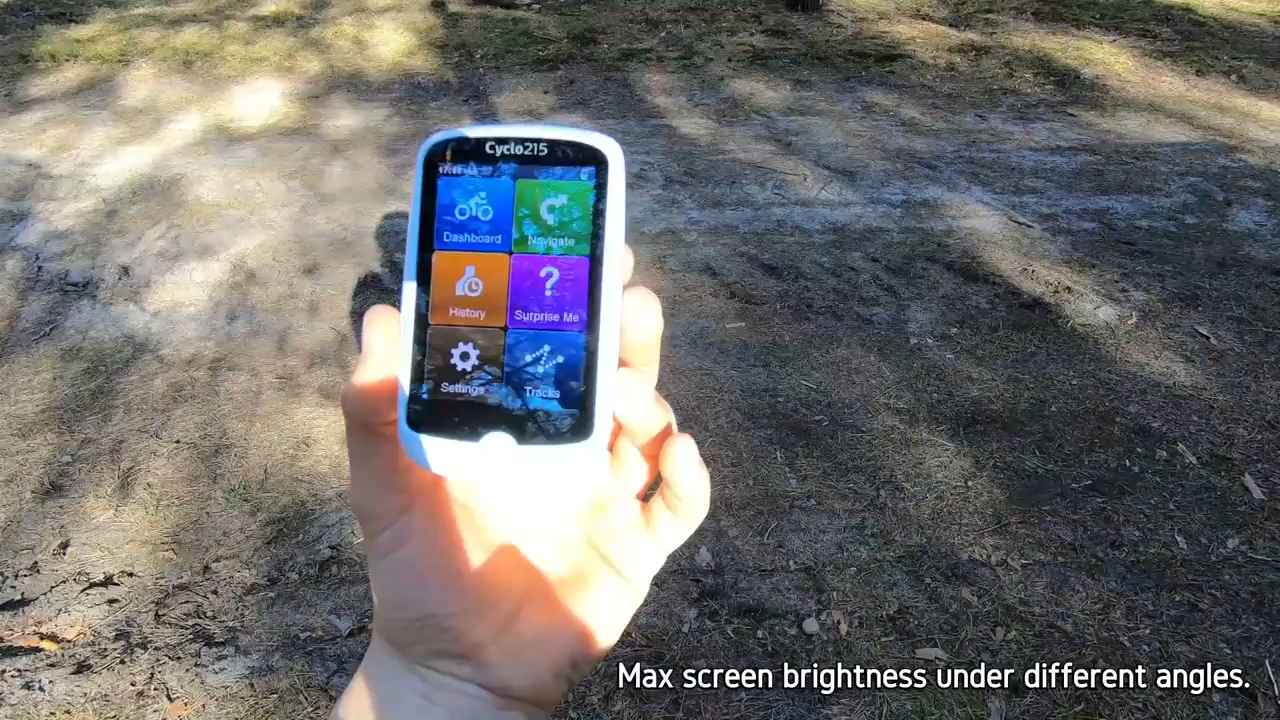 Cyclo215
Dashboard
Navigate
History
Surprise Me
Settings
Tracks
Max screen brightness under different angles.